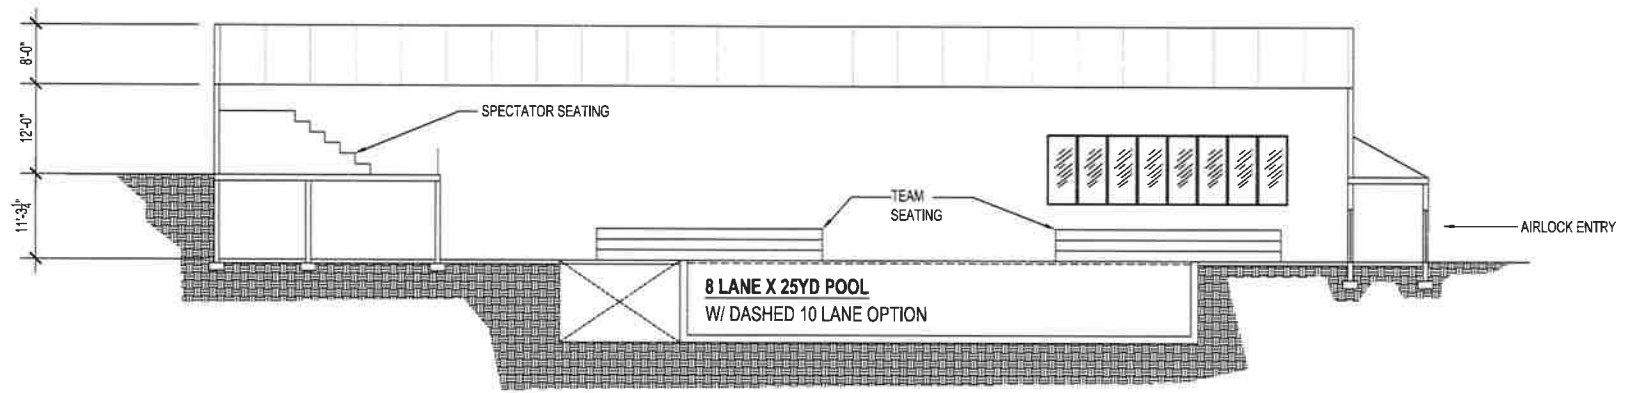 8'-0"
12'-0"
11'-3¼"
SPECTATOR SEATING
TEAM
SEATING
AIRLOCK ENTRY
8 LANE X 25YD POOL
W/ DASHED 10 LANE OPTION